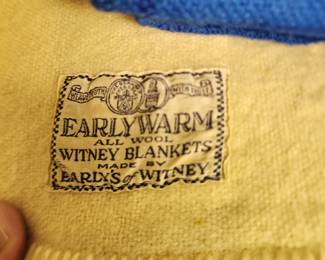 EARLYWARM
ALL WOOL
WITNEY BLANKETS
MADE BY
EARLY'S of WITNEY